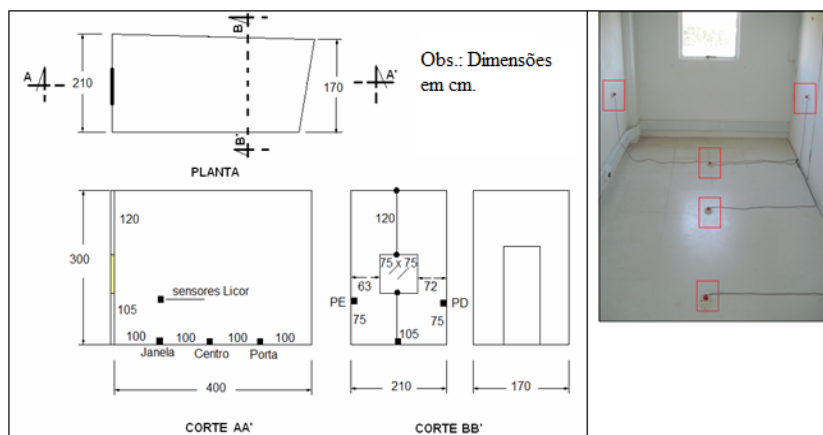 B
A
210
170
A'
B'
PLANTA
Obs.: Dimensões
em cm.
300
120
105
sensores Licor
100 100 100 100
Janela Centro Porta
400
CORTE AA'
120
75 x 75
63 72
PE PD
75 75
105
210 170
CORTE BB'